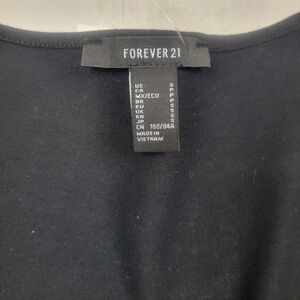 FOREVER 21
US S
CA P
MX/ECU P
BR P
EU S
UK S
KR S
JP S
CN 160/84A
MADE IN
VIETNAM